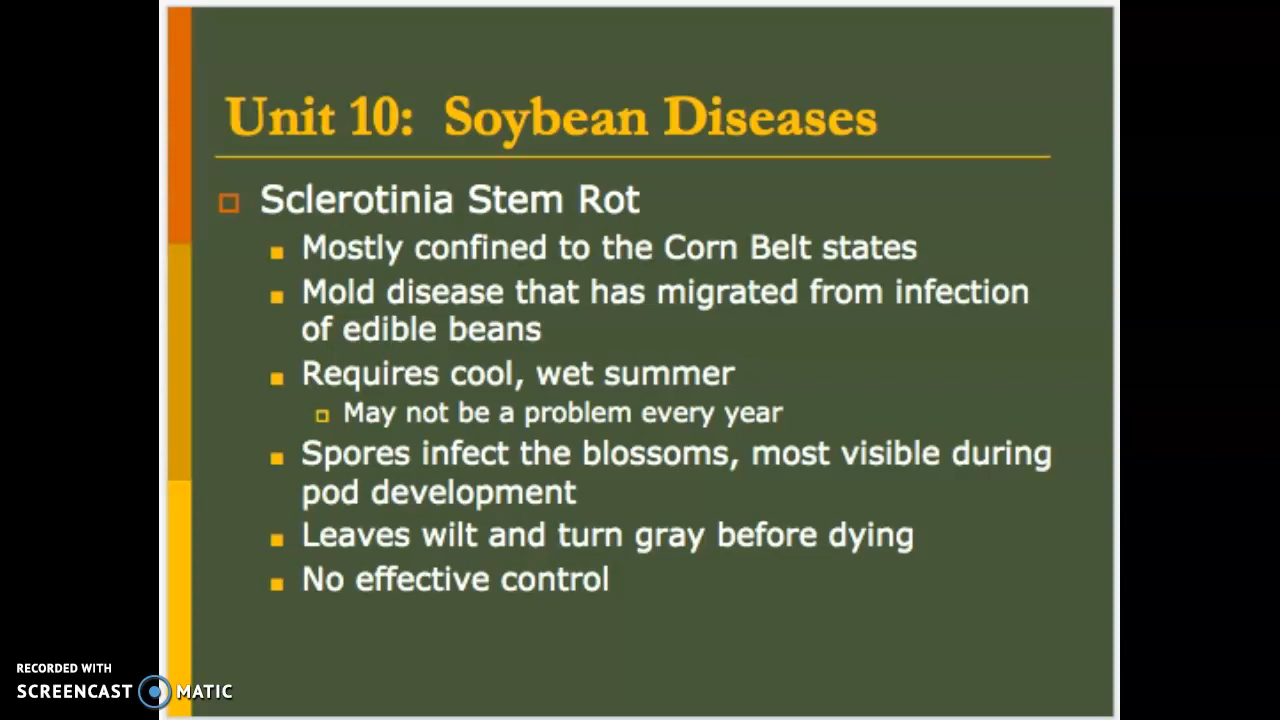 Unit 10: Soybean Diseases
Sclerotinia Stem Rot
Mostly confined to the Corn Belt states
Mold disease that has migrated from infection
of edible beans
Requires cool, wet summer
May not be a problem every year
Spores infect the blossoms, most visible during
pod development
Leaves wilt and turn gray before dying
No effective control
RECORDED WITH
SCREENCAST MATIC